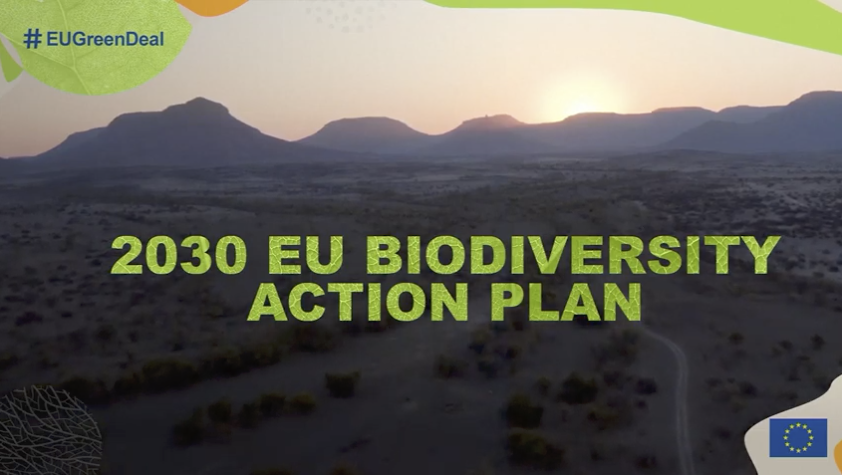 #EUGreenDeal
2030 EU BIODIVERSITY
ACTION PLAN